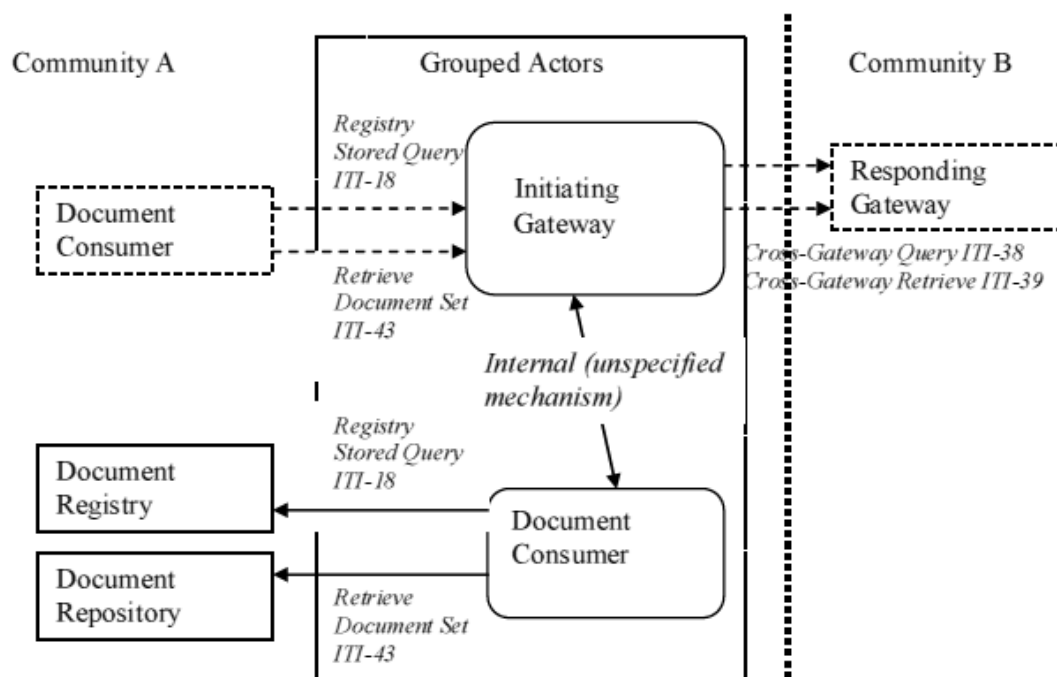 Community A
Grouped Actors
Community B
Registry
Stored Query
ITI-18
Document
Consumer
Initiating
Gateway
Responding
Gateway
Retrieve
Document Set
ITI-43
Cross-Gateway Query ITI-38
Cross-Gateway Retrieve ITI-39
Internal (unspecified
mechanism)
Registry
Stored Query
ITI-18
Document
Registry
Document
Consumer
Document
Repository
Retrieve
Document Set
ITI-43